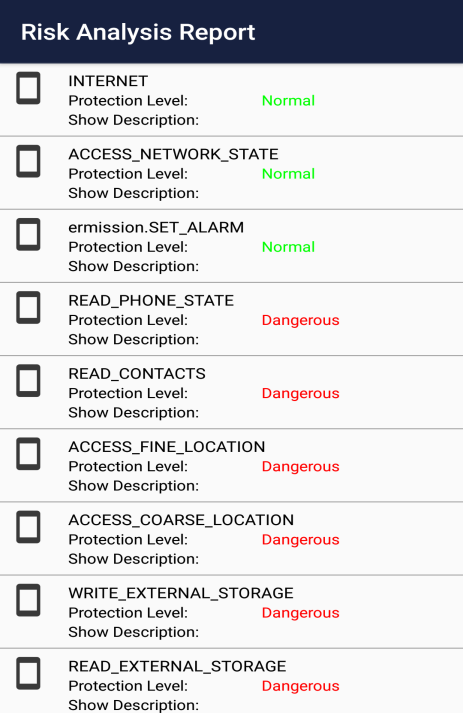 Risk Analysis Report
INTERNET
Protection Level: Normal
Show Description:
ACCESS_NETWORK_STATE
Protection Level: Normal
Show Description:
ermission.SET_ALARM
Protection Level: Normal
Show Description:
READ_PHONE_STATE
Protection Level: Dangerous
Show Description:
READ_CONTACTS
Protection Level: Dangerous
Show Description:
ACCESS_FINE_LOCATION
Protection Level: Dangerous
Show Description:
ACCESS_COARSE_LOCATION
Protection Level: Dangerous
Show Description:
WRITE_EXTERNAL_STORAGE
Protection Level: Dangerous
Show Description:
READ_EXTERNAL_STORAGE
Protection Level: Dangerous
Show Description: